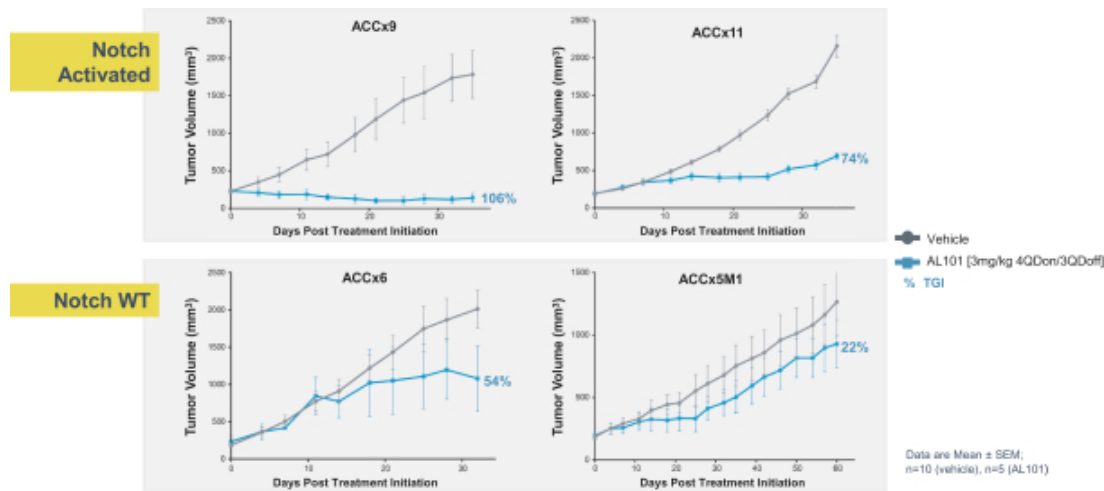 Notch
Activated
ACCx9
Tumor Volume (mm³)
2500
2000
1500
1000
500
0
0
10
20
30
106%
Days Post Treatment Initiation
ACCx11
Tumor Volume (mm³)
2500
2000
1500
1000
500
0
0
10
20
30
74%
Days Post Treatment Initiation
Vehicle
AL101 [3mg/kg 4QDon/3QDoff]
% TGI
Notch WT
ACCx6
Tumor Volume (mm³)
2500
2000
1500
1000
500
0
0
10
20
30
54%
Days Post Treatment Initiation
ACCx5M1
Tumor Volume (mm³)
1500
1000
500
0
0
10
20
30
40
50
60
22%
Days Post Treatment Initiation
Data are Mean ± SEM;
n=10 (vehicle), n=5 (AL101)